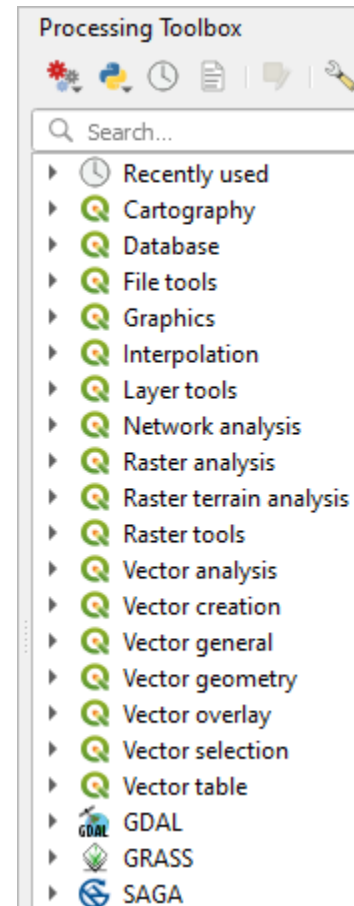 Processing Toolbox
Search...
Recently used
Cartography
Database
File tools
Graphics
Interpolation
Layer tools
Network analysis
Raster analysis
Raster terrain analysis
Raster tools
Vector analysis
Vector creation
Vector general
Vector geometry
Vector overlay
Vector selection
Vector table
GDAL GDAL
GRASS
SAGA